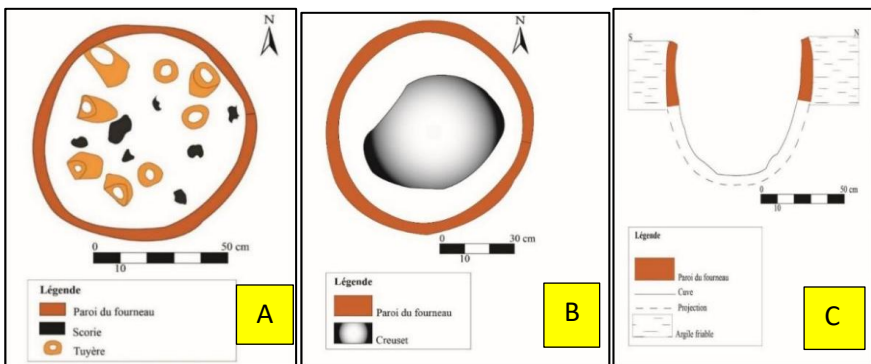 N
0 50 cm
10
Légende
Paroi du fourneau
Scorie
Tuyère
A
N
0 30 cm
10
Légende
Paroi du fourneau
Creuset
B
S N
0 50 cm
10
Légende
Paroi du fourneau
Cuve
Projection
Argile friable
C